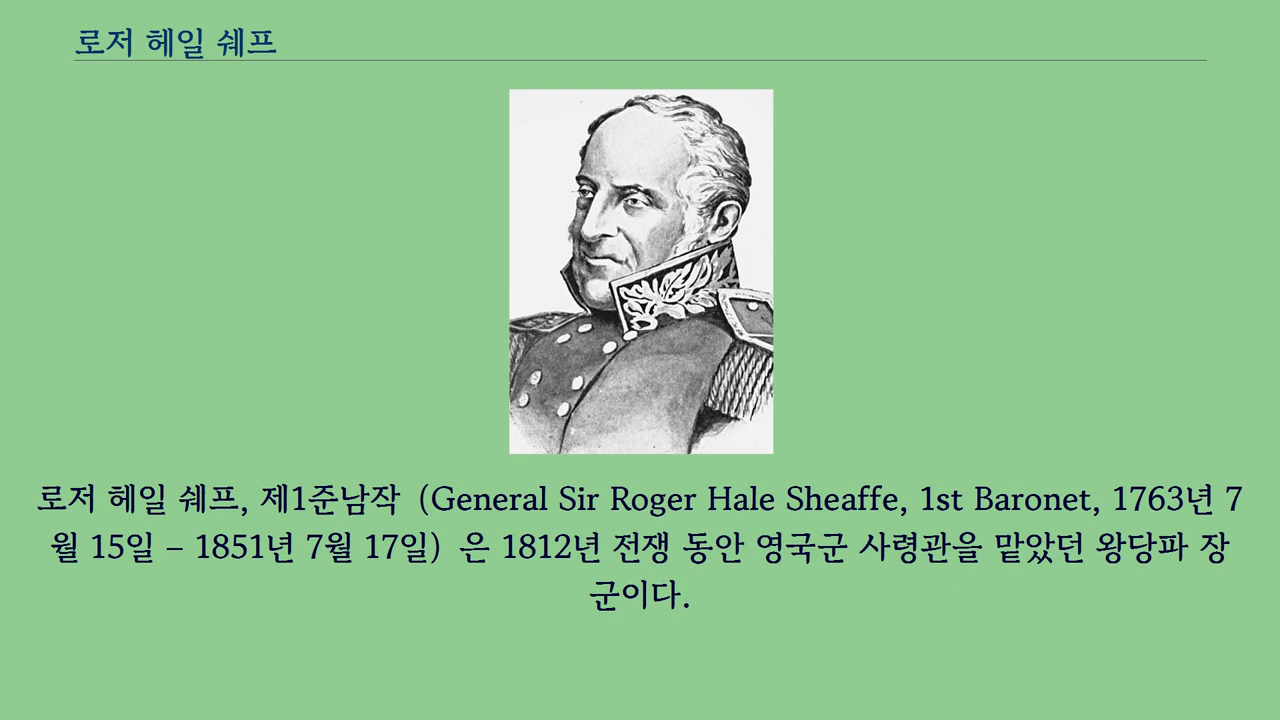 로저 헤일 쉐프
로저 헤일 쉐프, 제1준남작 (General Sir Roger Hale Sheaffe, 1st Baronet, 1763년 7
월 15일 – 1851년 7월 17일) 은 1812년 전쟁 동안 영국군 사령관을 맡았던 왕당파 장
군이다.